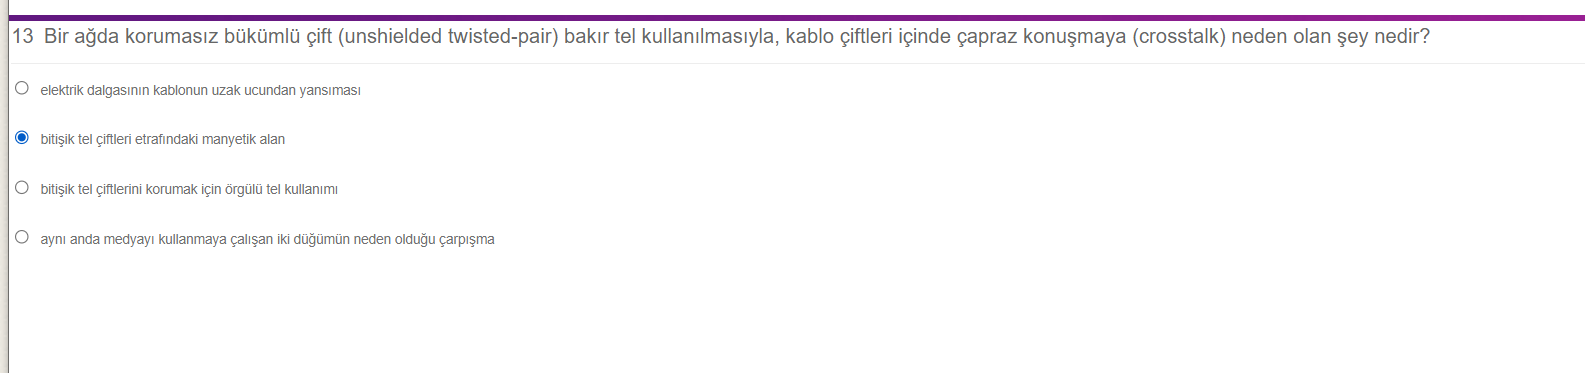 13 Bir ağda korumasız bükümlü çift (unshielded twisted-pair) bakır tel kullanılmasıyla, kablo çiftleri içinde çapraz konuşmaya (crosstalk) neden olan şey nedir?
elektrik dalgasının kablonun uzak ucundan yansıması
bitişik tel çiftleri etrafındaki manyetik alan
bitişik tel çiftlerini korumak için örgülü tel kullanımı
aynı anda medyayı kullanmaya çalışan iki düğümün neden olduğu çarpışma